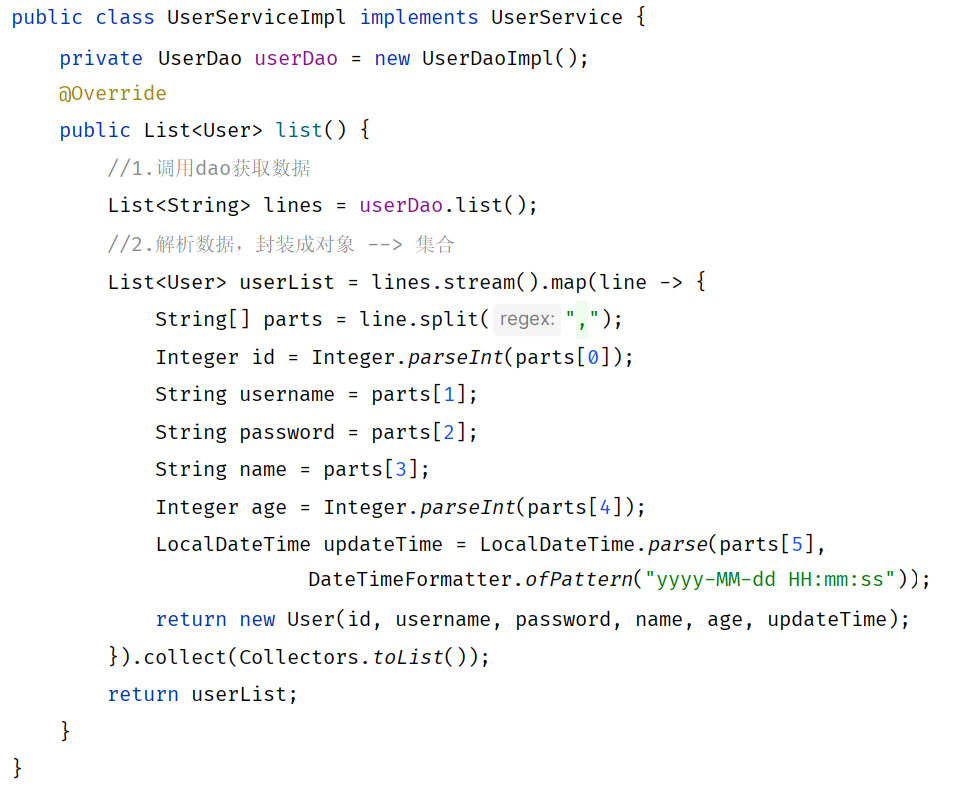 public class UserServiceImpl implements UserService {
    private UserDao userDao = new UserDaoImpl();
    @Override
    public List<User> list() {
        //1.调用dao获取数据
        List<String> lines = userDao.list();
        //2.解析数据，封装成对象 --> 集合
        List<User> userList = lines.stream().map(line -> {
            String[] parts = line.split( regex: ",");
            Integer id = Integer.parseInt(parts[0]);
            String username = parts[1];
            String password = parts[2];
            String name = parts[3];
            Integer age = Integer.parseInt(parts[4]);
            LocalDateTime updateTime = LocalDateTime.parse(parts[5],
                         DateTimeFormatter.ofPattern("yyyy-MM-dd HH:mm:ss"));
            return new User(id, username, password, name, age, updateTime);
        }).collect(Collectors.toList());
        return userList;
    }
}